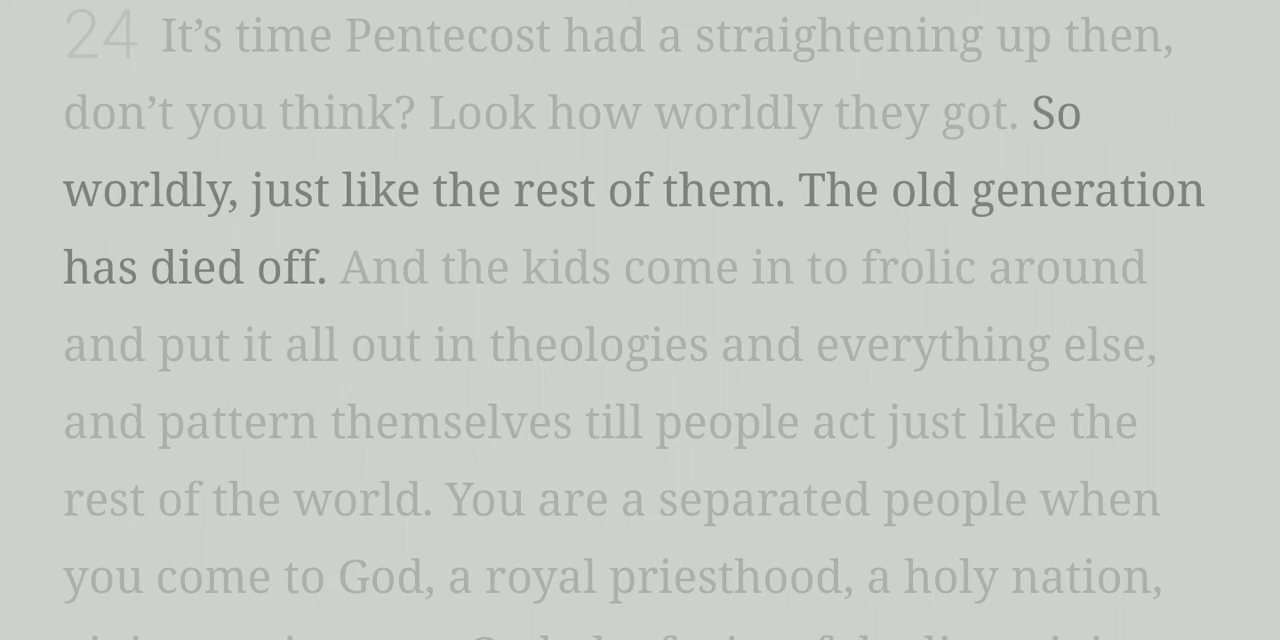 24 It’s time Pentecost had a straightening up then,
don’t you think? Look how worldly they got. So
worldly, just like the rest of them. The old generation
has died off. And the kids come in to frolic around
and put it all out in theologies and everything else,
and pattern themselves till people act just like the
rest of the world. You are a separated people when
you come to God, a royal priesthood, a holy nation,